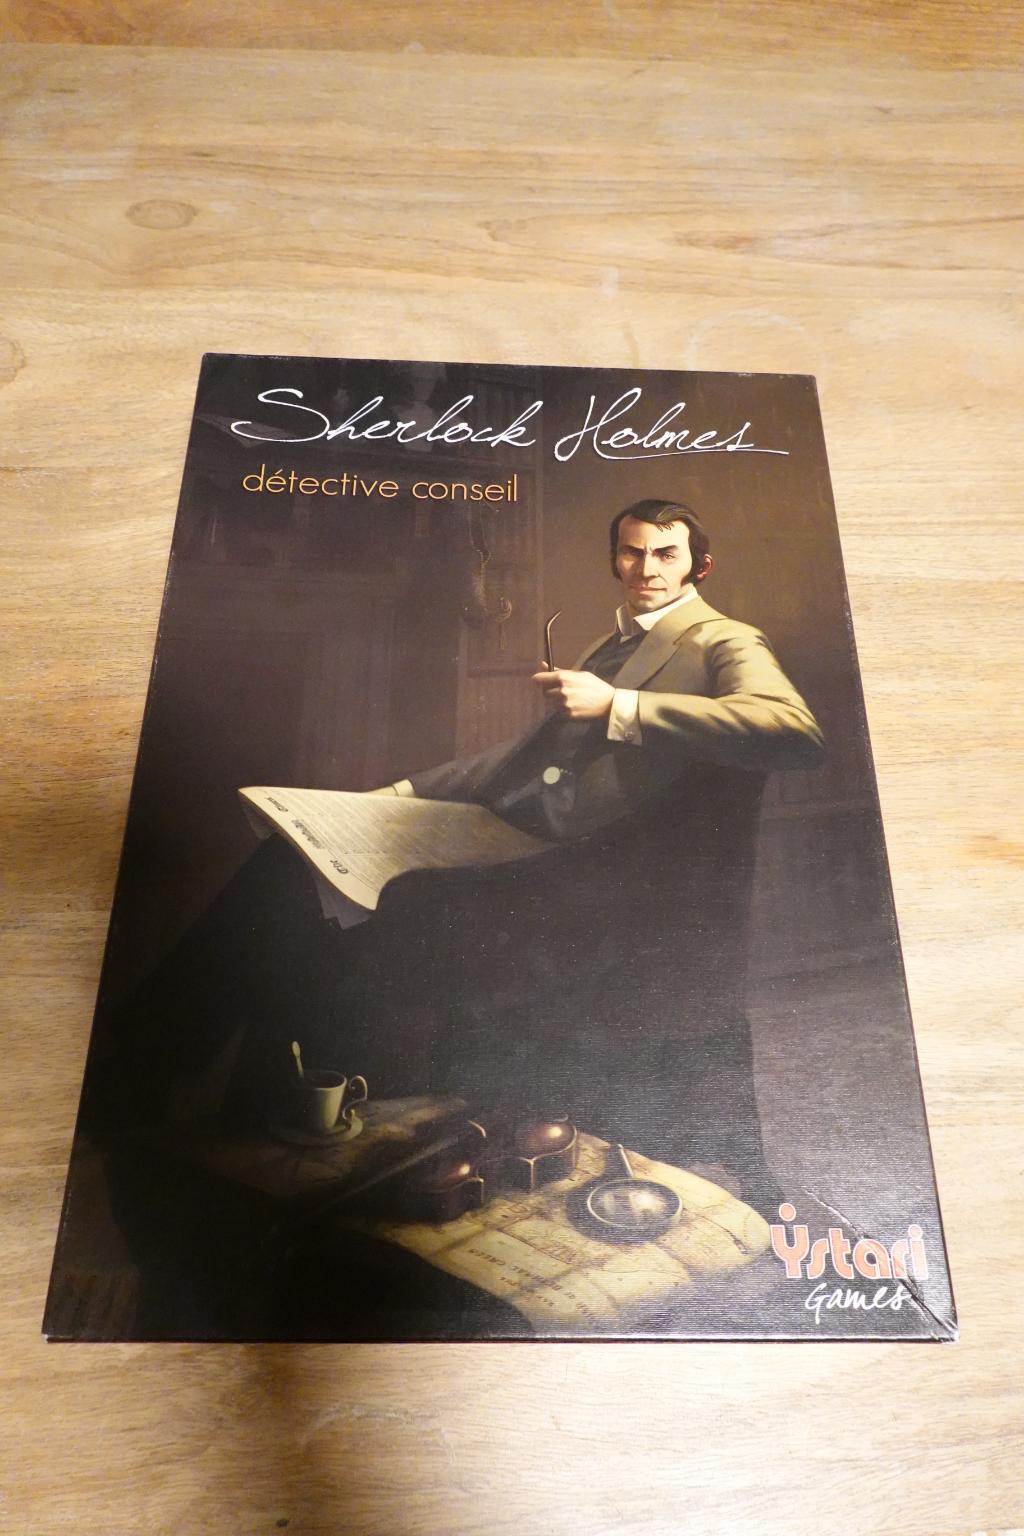 Sherlock Holmes
détective conseil
Ystari
Games